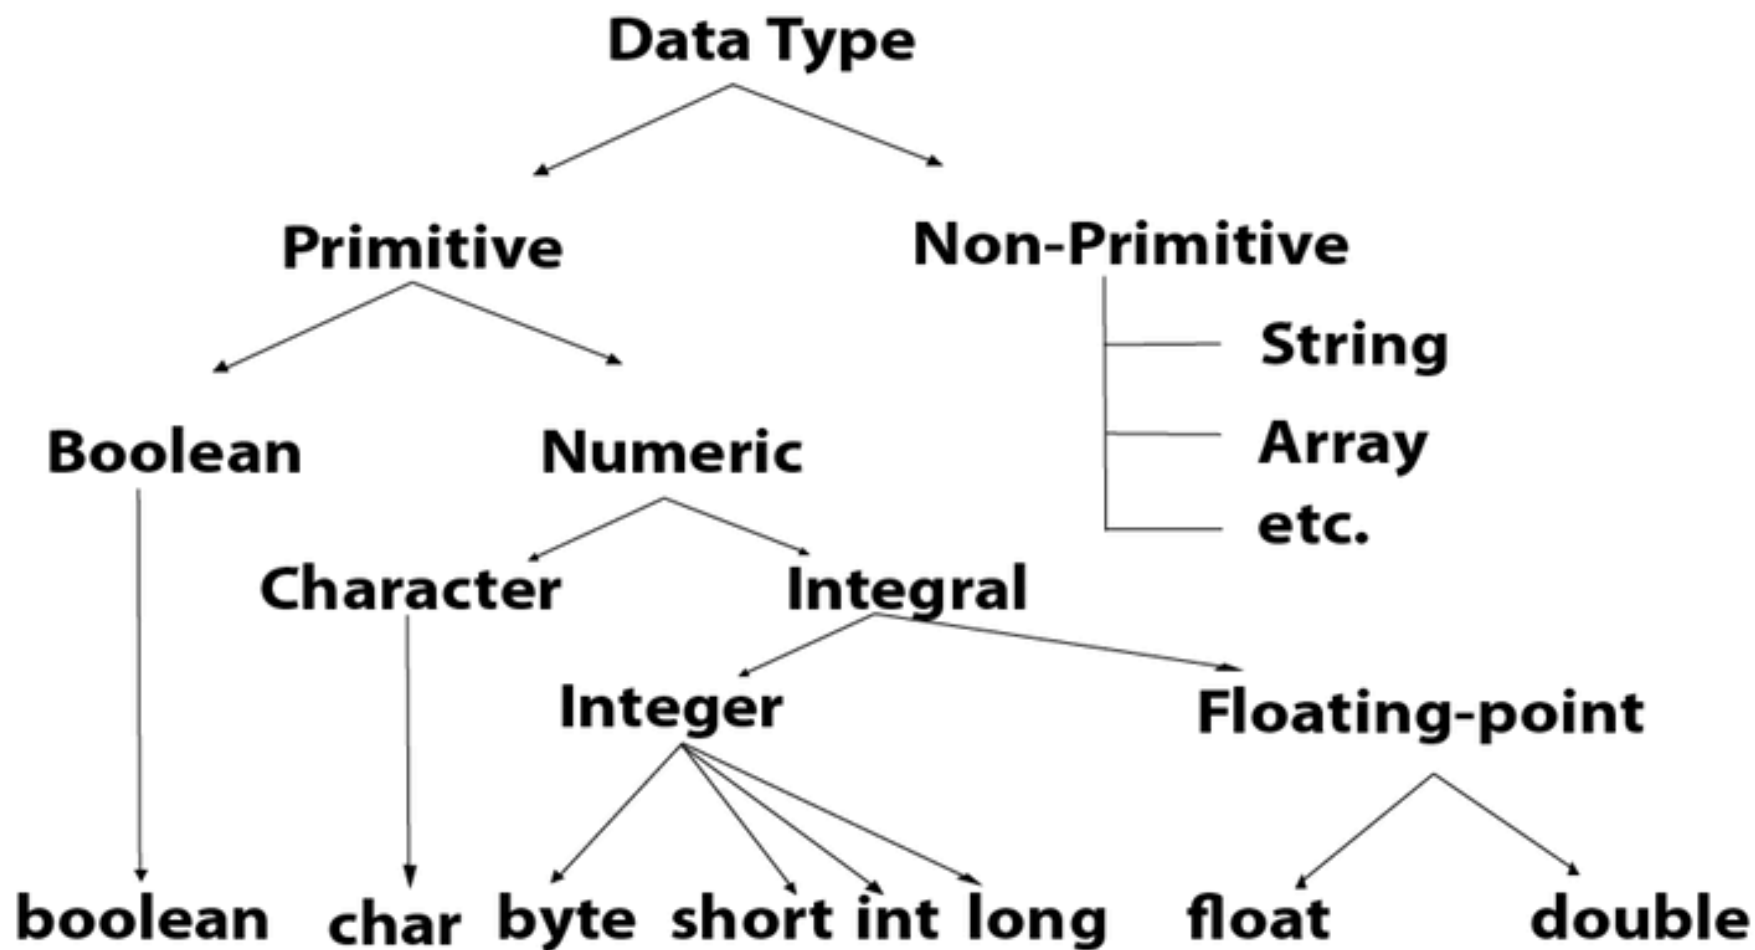 Data Type
Primitive
Non-Primitive
String
Array
etc.
Boolean
Numeric
Character
Integral
Integer
Floating-point
boolean
char
byte
short
int
long
float
double